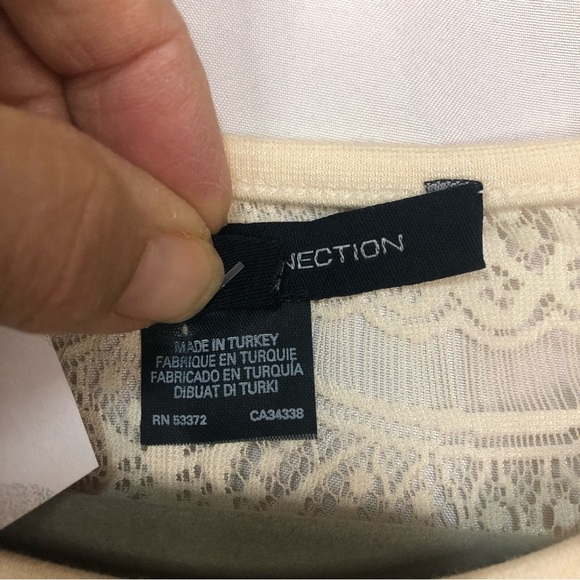 NECTION
MADE IN TURKEY
FABRIQUE EN TURQUIE
FABRICADO EN TURQUÍA
DIBUAT DI TURKI
RN 53372 CA34338